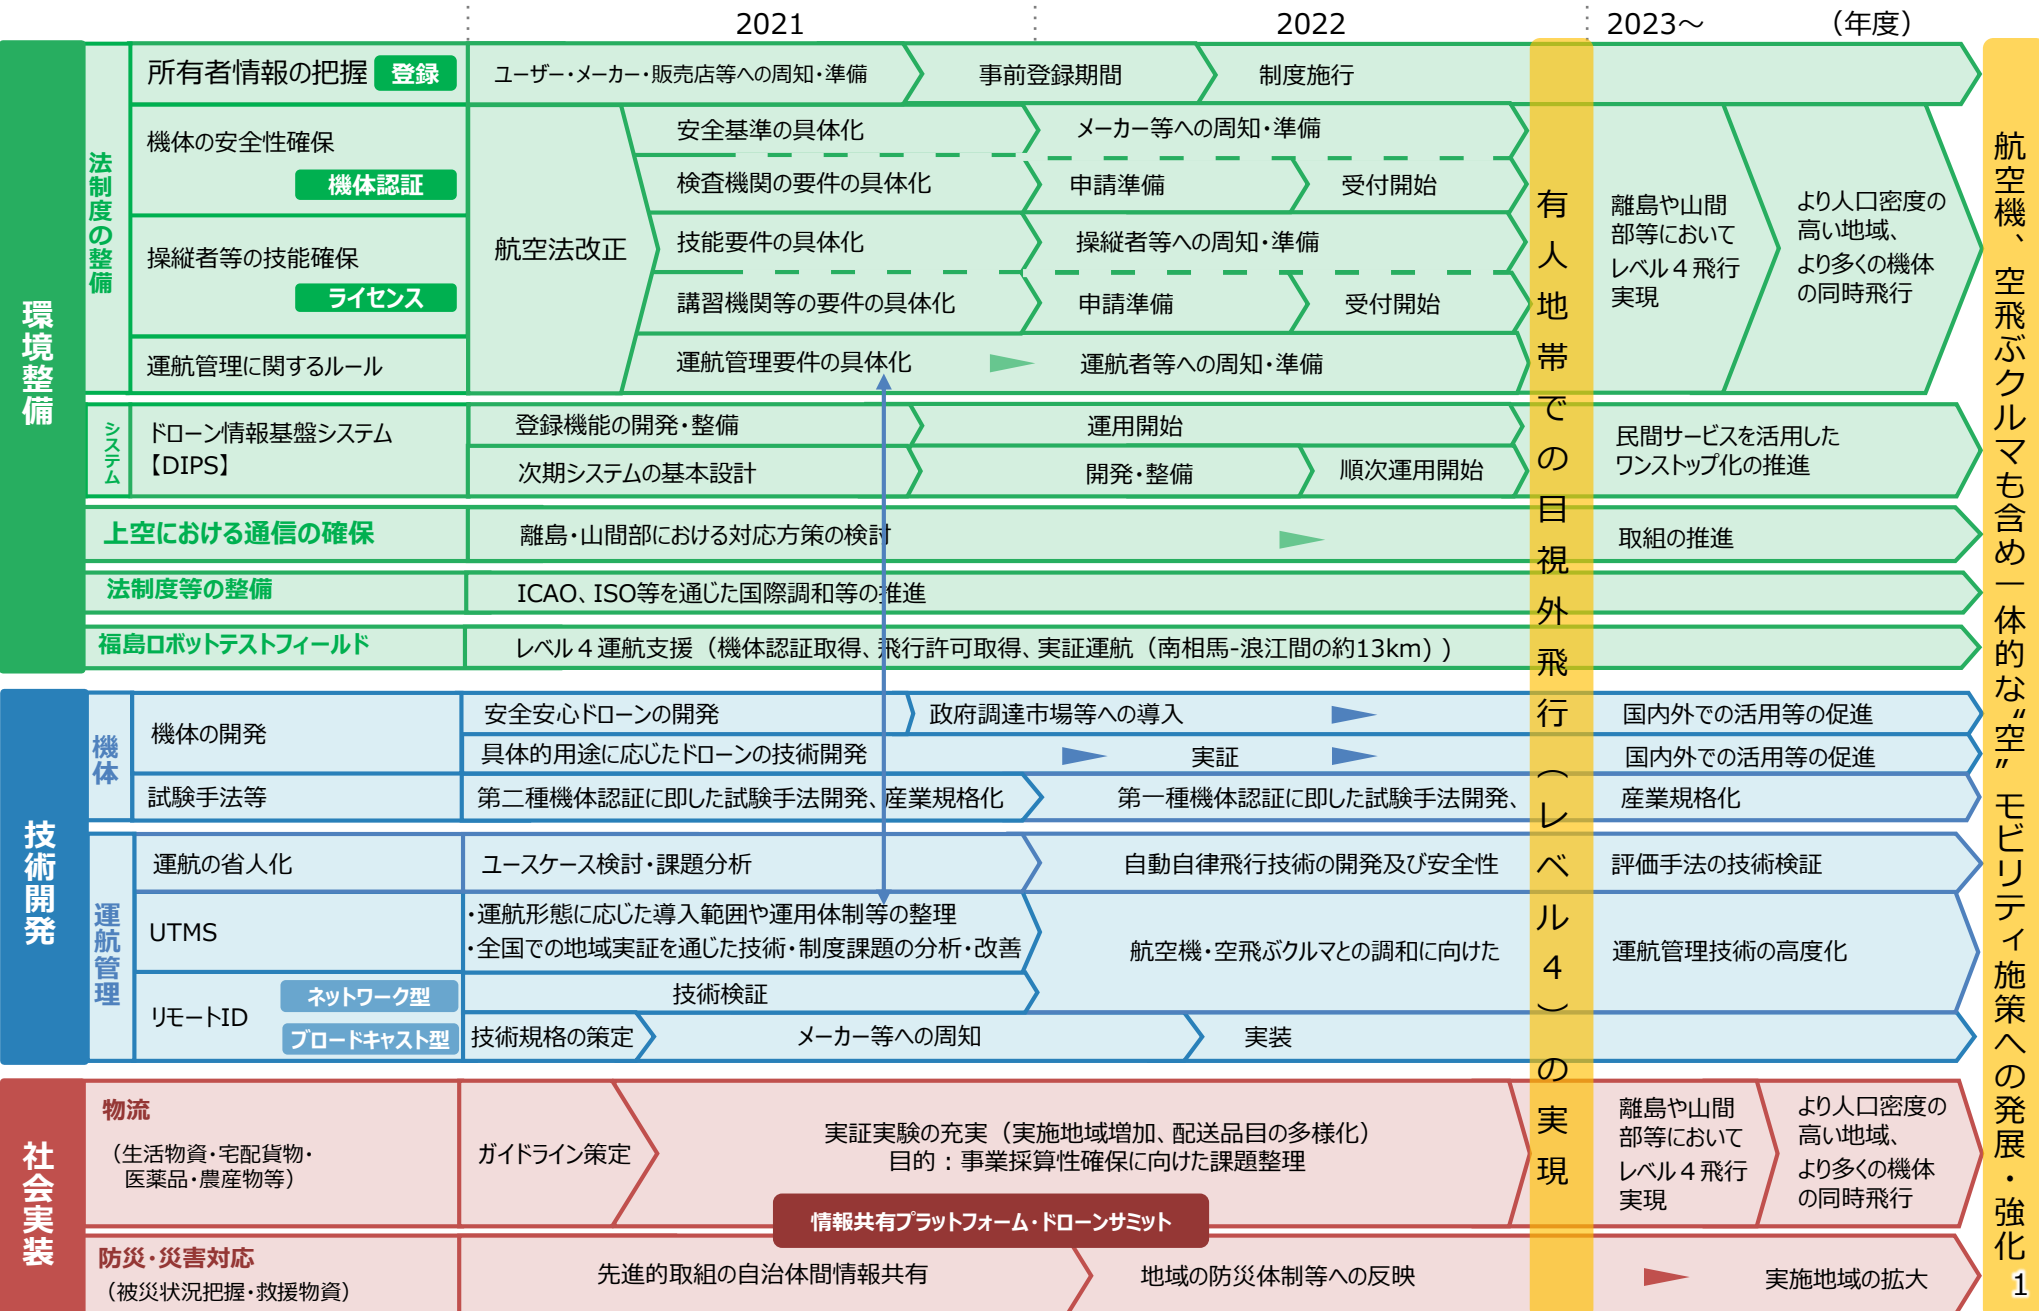 2021
2022
2023～
（年度）
環境整備
法制度の整備
所有者情報の把握
登録
ユーザー・メーカー・販売店等への周知・準備
事前登録期間
制度施行
機体の安全性確保
機体認証
操縦者等の技能確保
ライセンス
運航管理に関するルール
航空法改正
安全基準の具体化
メーカー等への周知・準備
検査機関の要件の具体化
申請準備
受付開始
技能要件の具体化
操縦者等への周知・準備
講習機関等の要件の具体化
申請準備
受付開始
運航管理要件の具体化
運航者等への周知・準備
離島や山間
部等において
レベル４飛行
実現
より人口密度の
高い地域、
より多くの機体
の同時飛行
システム
ドローン情報基盤システム
【DIPS】
登録機能の開発・整備
運用開始
次期システムの基本設計
開発・整備
順次運用開始
民間サービスを活用した
ワンストップ化の推進
上空における通信の確保
離島・山間部における対応方策の検討
取組の推進
法制度等の整備
ICAO、ISO等を通じた国際調和等の推進
福島ロボットテストフィールド
レベル４運航支援（機体認証取得、飛行許可取得、実証運航（南相馬-浪江間の約13km））
技術開発
機体
機体の開発
安全安心ドローンの開発
政府調達市場等への導入
国内外での活用等の促進
具体的用途に応じたドローンの技術開発
実証
国内外での活用等の促進
試験手法等
第二種機体認証に即した試験手法開発、産業規格化
第一種機体認証に即した試験手法開発、
産業規格化
運航管理
運航の省人化
ユースケース検討・課題分析
自動自律飛行技術の開発及び安全性
評価手法の技術検証
UTMS
・運航形態に応じた導入範囲や運用体制等の整理
・全国での地域実証を通じた技術・制度課題の分析・改善
航空機・空飛ぶクルマとの調和に向けた
運航管理技術の高度化
リモートID
ネットワーク型
技術検証
ブロードキャスト型
技術規格の策定
メーカー等への周知
実装
社会実装
物流
（生活物資・宅配貨物・
医薬品・農産物等）
ガイドライン策定
実証実験の充実（実施地域増加、配送品目の多様化）
目的：事業採算性確保に向けた課題整理
離島や山間
部等において
レベル４飛行
実現
より人口密度の
高い地域、
より多くの機体
の同時飛行
情報共有プラットフォーム・ドローンサミット
防災・災害対応
（被災状況把握・救援物資）
先進的取組の自治体間情報共有
地域の防災体制等への反映
実施地域の拡大
有人地帯での目視外飛行（レベル４）の実現
航空機、空飛ぶクルマも含め一体的な“空”モビリティ施策への発展・強化
1